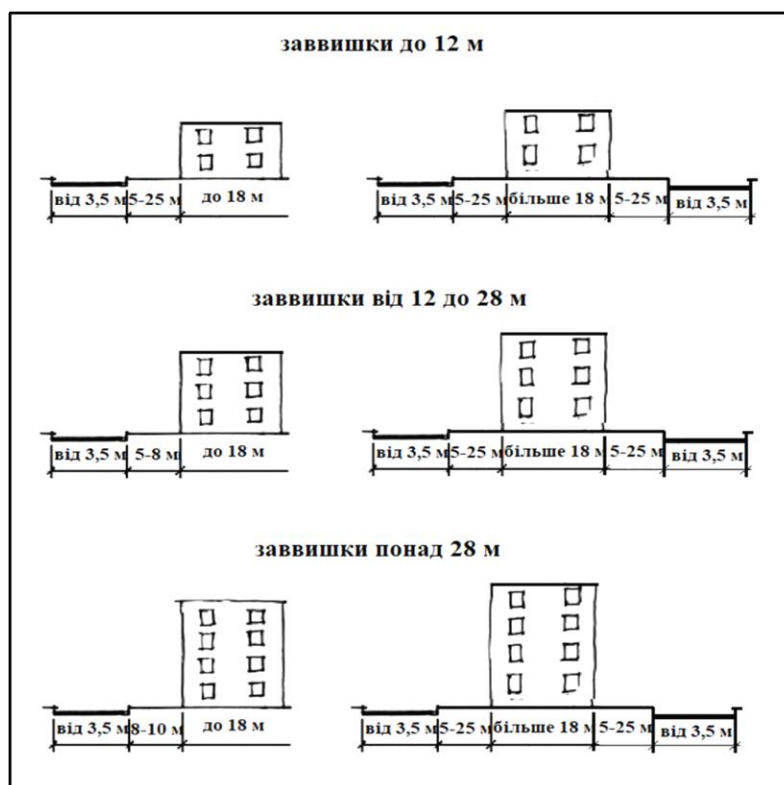 заввишки до 12 м
від 3,5 м 5-25 м до 18 м
від 3,5 м 5-25 м більше 18 м 5-25 м від 3,5 м
заввишки від 12 до 28 м
від 3,5 м 5-8 м до 18 м
від 3,5 м 5-25 м більше 18 м 5-25 м від 3,5 м
заввишки понад 28 м
від 3,5 м 8-10 м до 18 м
від 3,5 м 5-25 м більше 18 м 5-25 м від 3,5 м